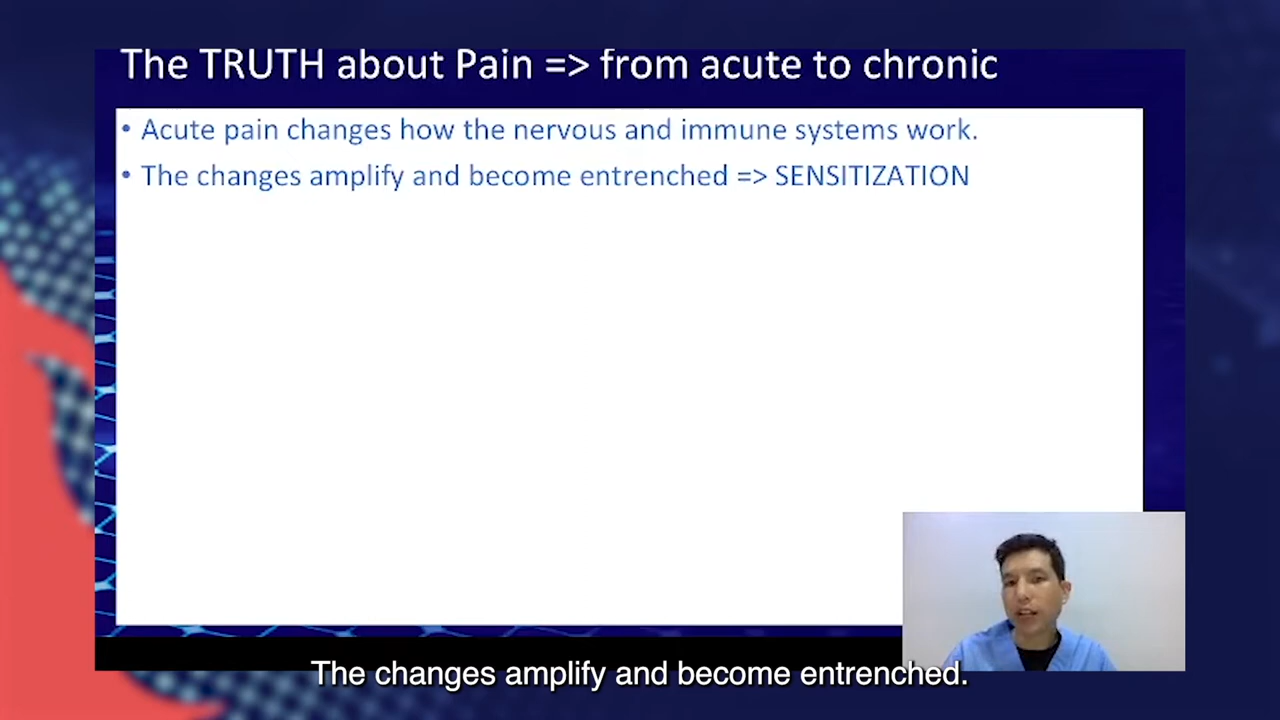 The TRUTH about Pain => from acute to chronic
• Acute pain changes how the nervous and immune systems work.
• The changes amplify and become entrenched => SENSITIZATION
The changes amplify and become entrenched.